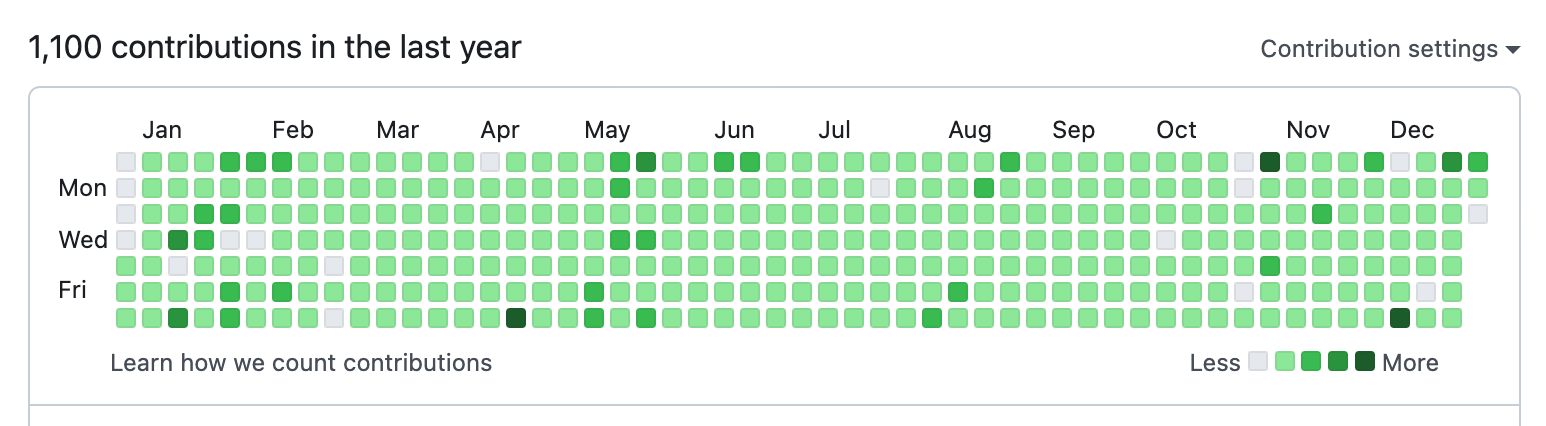 1,100 contributions in the last year
Contribution settings
Jan Feb Mar Apr May Jun Jul Aug Sep Oct Nov Dec
Mon
Wed
Fri
Learn how we count contributions
Less More